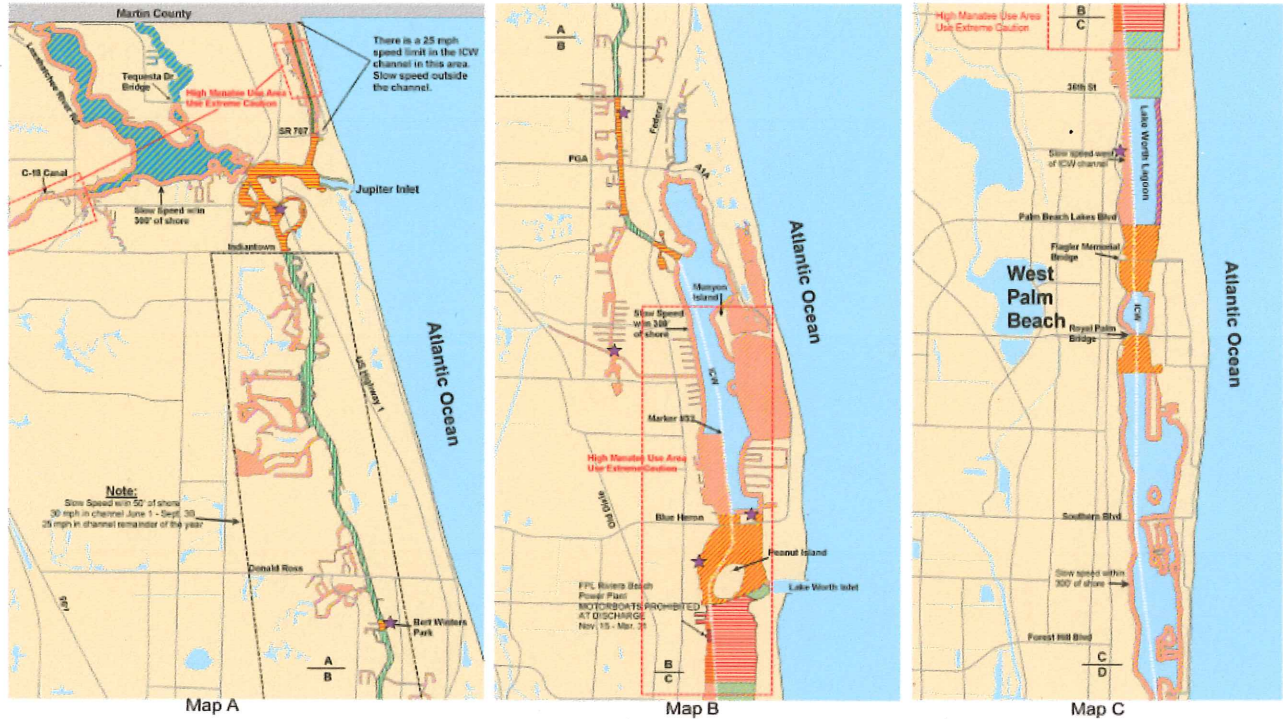 Martin County
Loxahatchee River Rd
Tequesta Dr
Bridge
There is a 25 mph
speed limit in the ICW
channel in this area.
Slow speed outside
the channel.
High Manatee Use Area
Use Extreme Caution
SR 707
C-18 Canal
Jupiter Inlet
Slow Speed w/in
300' of shore
Indiantown
Atlantic Ocean
US Highway 1
Note:
Slow Speed w/in 50' of shore
30 mph in channel June 1 - Sept. 30
25 mph in channel remainder of the year
Donald Ross
I-95
Bert Winters
Park
A
B
Map A
A
B
Federal
PGA
A1A
Atlantic Ocean
Munyon
Island
Slow Speed
w/in 300'
of shore
ICW
Marker #33
High Manatee Use Area
Use Extreme Caution
Old Dixie
Blue Heron
Peanut Island
FPL Riviera Beach
Power Plant
MOTORBOATS PROHIBITED
AT DISCHARGE
Nov. 15 - Mar. 31
Lake Worth Inlet
B
C
Map B
High Manatee Use Area
Use Extreme Caution
B
C
36th St
Lake Worth Lagoon
Slow speed west
of ICW channel
Palm Beach Lakes Blvd
Flagler Memorial
Bridge
West
Palm
Beach
ICW
Royal Palm
Bridge
Atlantic Ocean
Southern Blvd
Slow speed within
300' of shore
Forest Hill Blvd
C
D
Map C